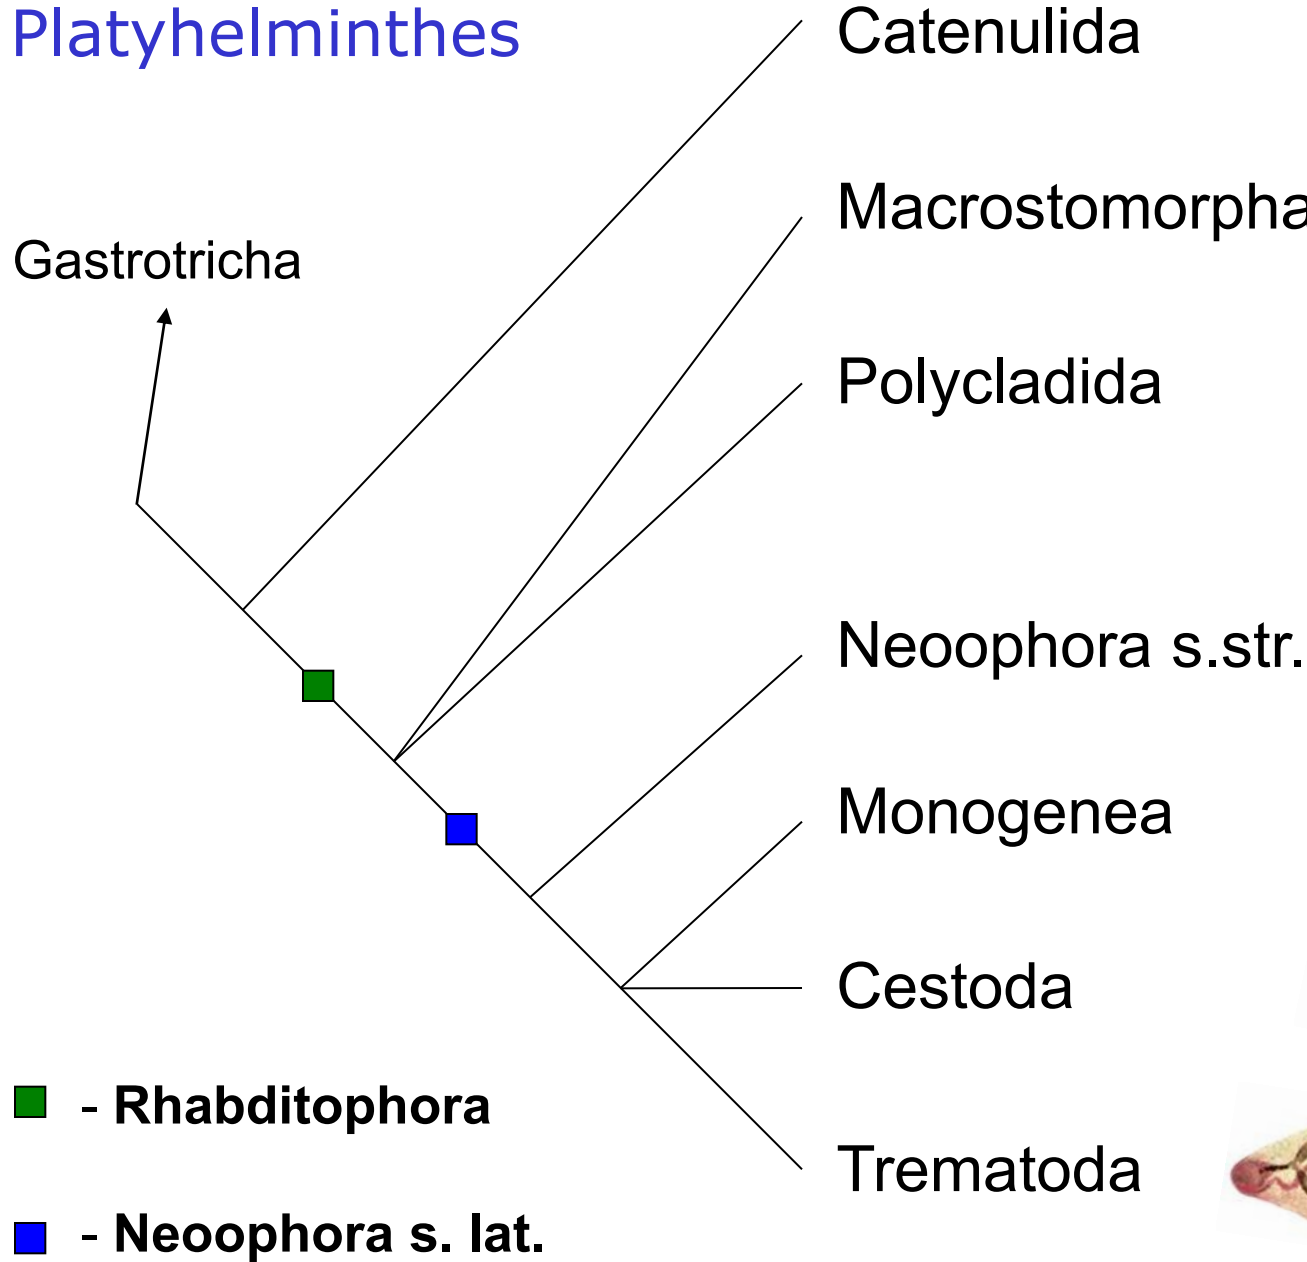 Platyhelminthes
Catenulida
Macrostomorpha
Gastrotricha
Polycladida
Neoophora s.str.
Monogenea
Cestoda
- Rhabditophora
Trematoda
- Neoophora s. lat.